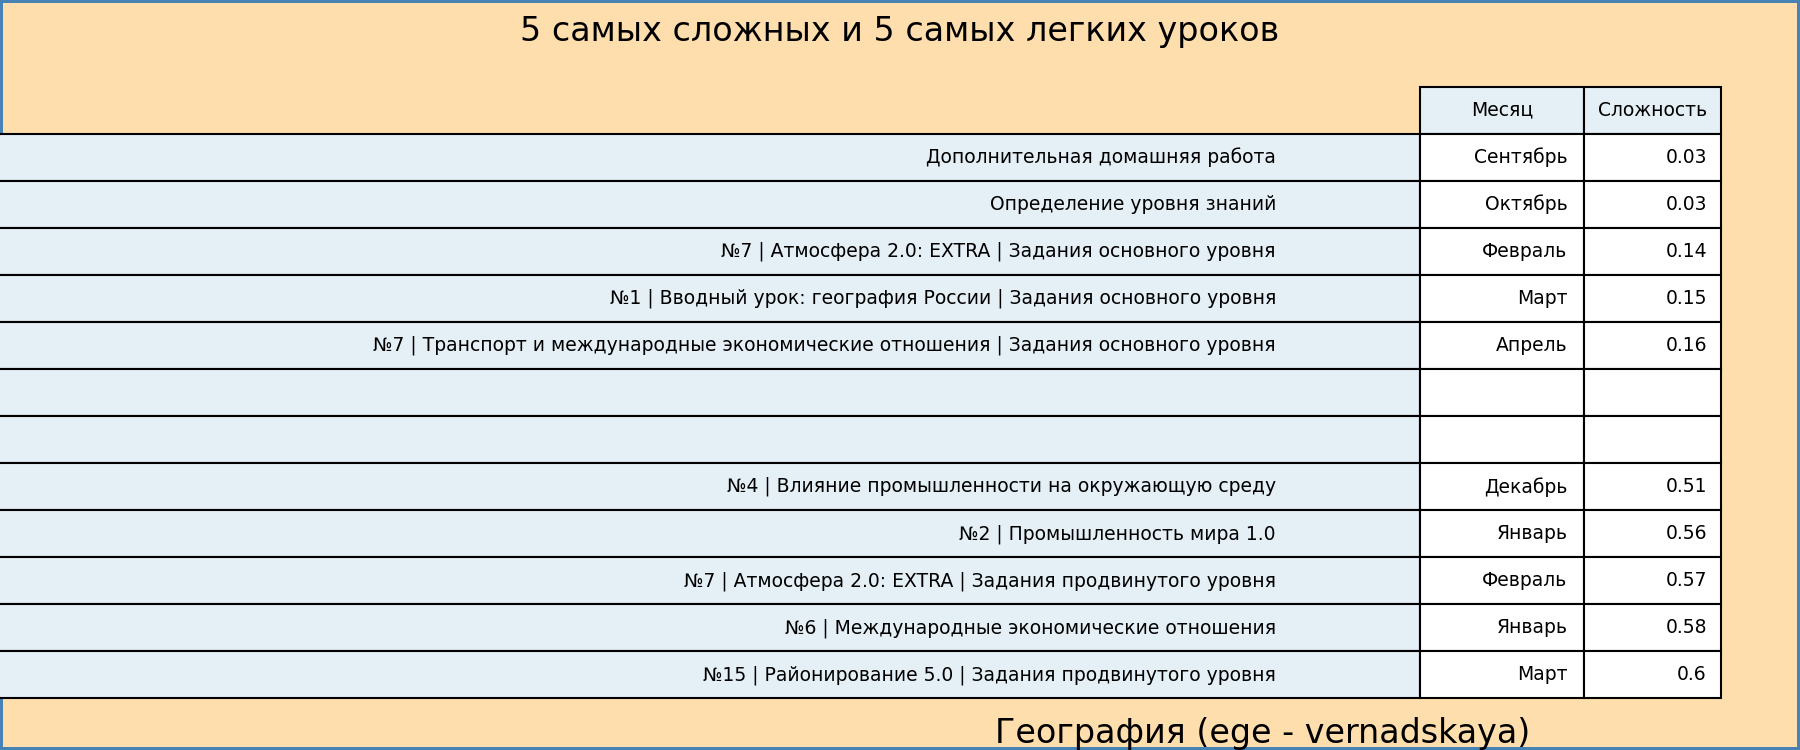 5 самых сложных и 5 самых легких уроков
Месяц Сложность
Дополнительная домашняя работа Сентябрь 0.03
Определение уровня знаний Октябрь 0.03
№7 | Атмосфера 2.0: EXTRA | Задания основного уровня Февраль 0.14
№1 | Вводный урок: география России | Задания основного уровня Март 0.15
№7 | Транспорт и международные экономические отношения | Задания основного уровня Апрель 0.16
№4 | Влияние промышленности на окружающую среду Декабрь 0.51
№2 | Промышленность мира 1.0 Январь 0.56
№7 | Атмосфера 2.0: EXTRA | Задания продвинутого уровня Февраль 0.57
№6 | Международные экономические отношения Январь 0.58
№15 | Районирование 5.0 | Задания продвинутого уровня Март 0.6
География (ege - vernadskaya)